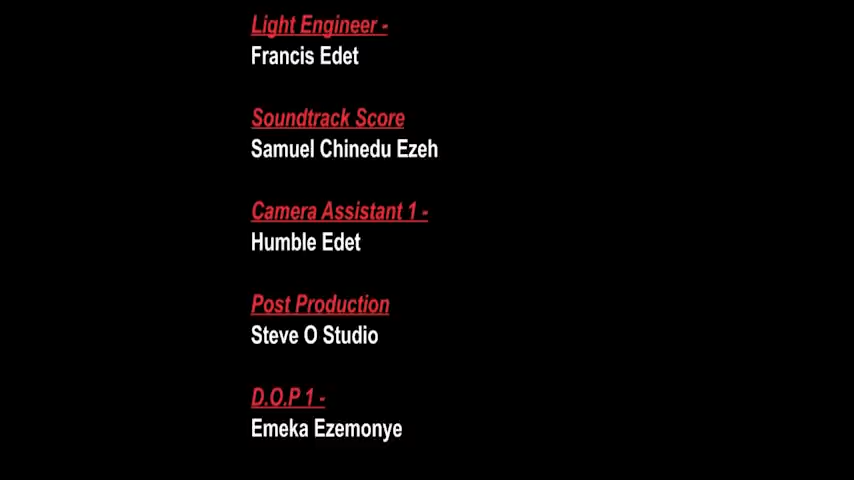 Light Engineer -
Francis Edet
Soundtrack Score
Samuel Chinedu Ezeh
Camera Assistant 1 -
Humble Edet
Post Production
Steve O Studio
D.O.P 1 -
Emeka Ezemonye